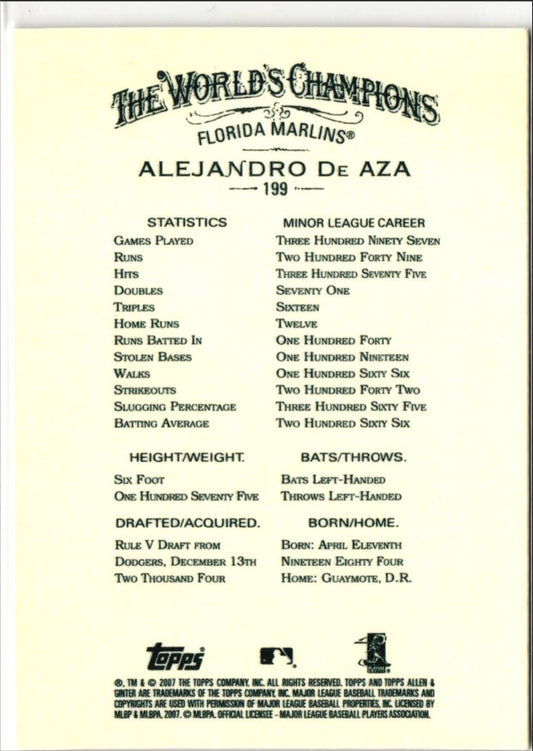 THE WORLD'S CHAMPIONS
FLORIDA MARLINS®
ALEJANDRO DE AZA
199
STATISTICS MINOR LEAGUE CAREER
GAMES PLAYED THREE HUNDRED NINETY SEVEN
RUNS TWO HUNDRED FORTY NINE
HITS THREE HUNDRED SEVENTY FIVE
DOUBLES SEVENTY ONE
TRIPLES SIXTEEN
HOME RUNS TWELVE
RUNS BATTED IN ONE HUNDRED FORTY
STOLEN BASES ONE HUNDRED NINETEEN
WALKS ONE HUNDRED SIXTY SIX
STRIKEOUTS TWO HUNDRED FORTY TWO
SLUGGING PERCENTAGE THREE HUNDRED SIXTY FIVE
BATTING AVERAGE TWO HUNDRED SIXTY SIX
HEIGHT/WEIGHT. BATS/THROWS.
SIX FOOT BATS LEFT-HANDED
ONE HUNDRED SEVENTY FIVE THROWS LEFT-HANDED
DRAFTED/ACQUIRED. BORN/HOME.
RULE V DRAFT FROM BORN: APRIL ELEVENTH
DODGERS, DECEMBER 13TH NINETEEN EIGHTY FOUR
TWO THOUSAND FOUR HOME: GUAYMOTE, D.R.
Topps
®, TM & © 2007 THE TOPPS COMPANY, INC. ALL RIGHTS RESERVED. TOPPS AND TOPPS ALLEN &
GINTER ARE TRADEMARKS OF THE TOPPS COMPANY, INC. MAJOR LEAGUE BASEBALL TRADEMARKS AND
COPYRIGHTS ARE USED WITH PERMISSION OF MAJOR LEAGUE BASEBALL PROPERTIES, INC. LICENSED BY
MLBP & MLBPA, 2007. © MLBPA. OFFICIAL LICENSEE - MAJOR LEAGUE BASEBALL PLAYERS ASSOCIATION.